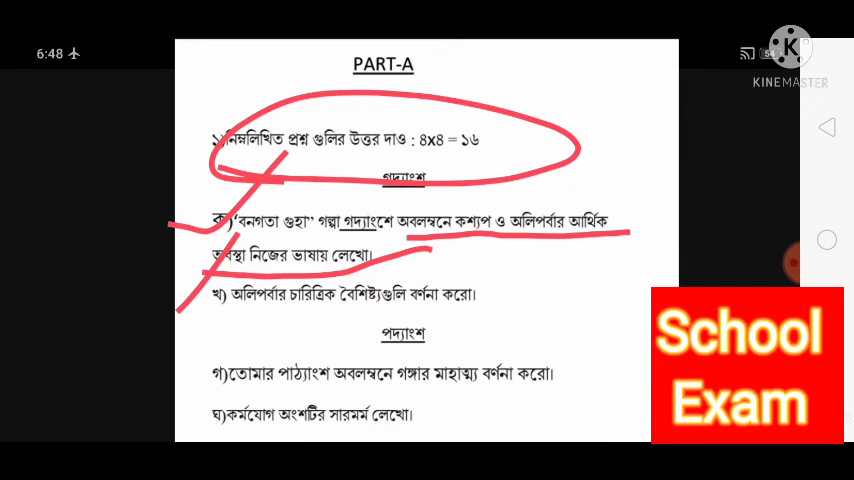 6:48
54
K
KINEMASTER
PART-A
১)নিম্নলিখিত প্রশ্ন গুলির উত্তর দাও : ৪x৪ = ১৬
গদ্যাংশ
ক)‘বনগতা গুহা” গল্পা গদ্যাংশে অবলম্বনে কশ্যপ ও অলিপর্বার আর্থিক
অবস্থা নিজের ভাষায় লেখো।
খ) অলিপর্বার চারিত্রিক বৈশিষ্ট্যগুলি বর্ণনা করো।
পদ্যাংশ
গ)তোমার পাঠ্যাংশ অবলম্বনে গঙ্গার মাহাত্ম্য বর্ণনা করো।
ঘ)কর্মযোগ অংশটির সারমর্ম লেখো।
School
Exam